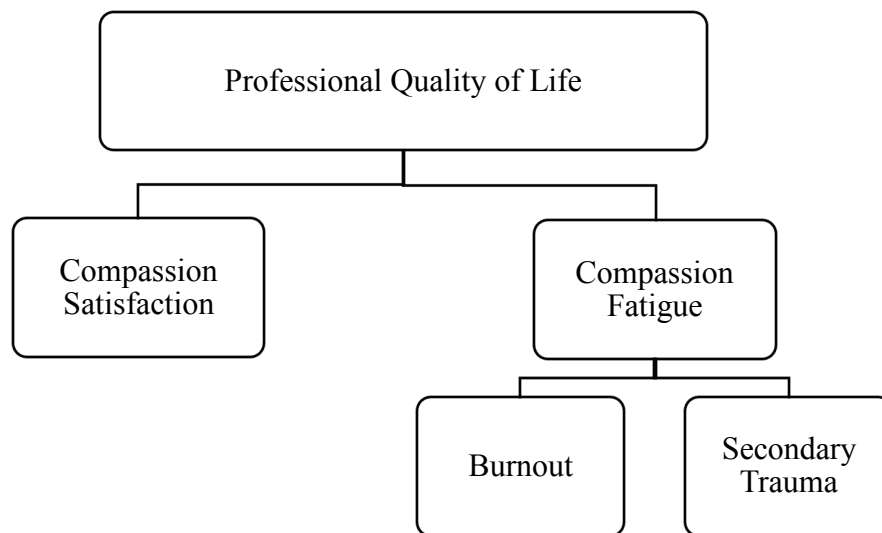 Professional Quality of Life
Compassion
Satisfaction
Compassion
Fatigue
Burnout
Secondary
Trauma